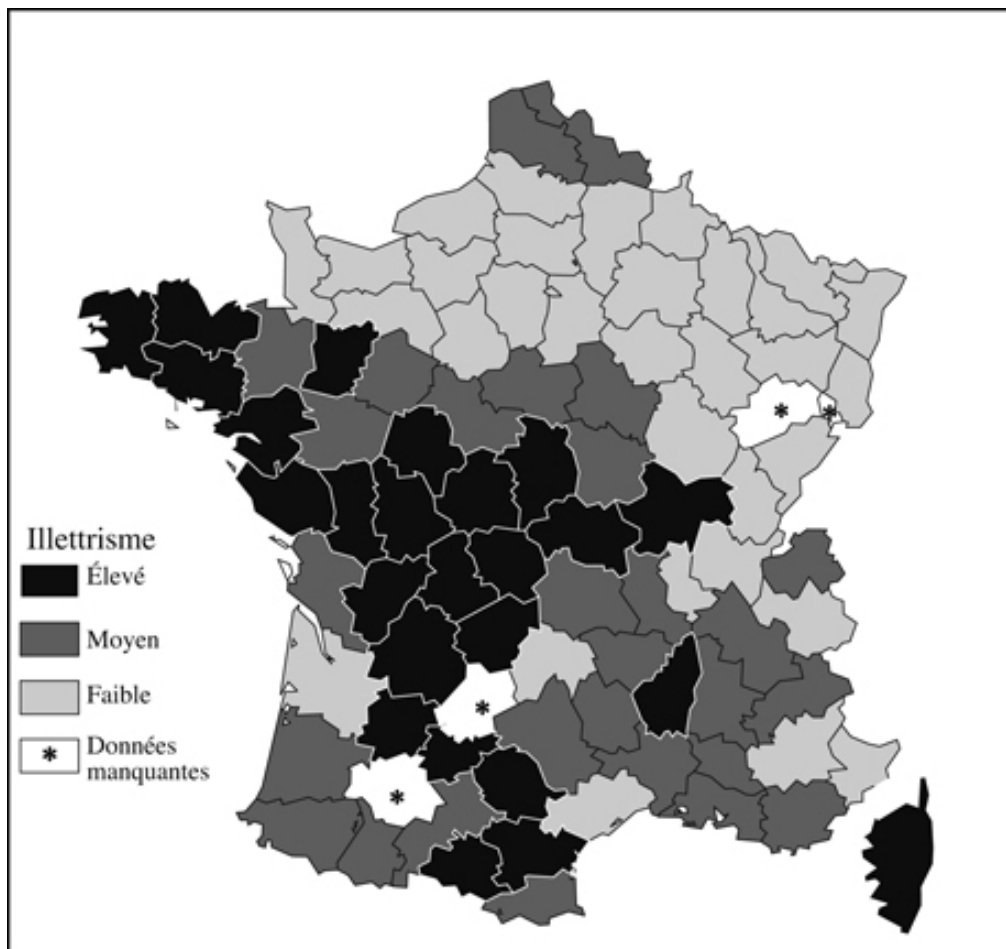 Illettrisme
Élevé
Moyen
Faible
* Données
manquantes
*
*
*
*